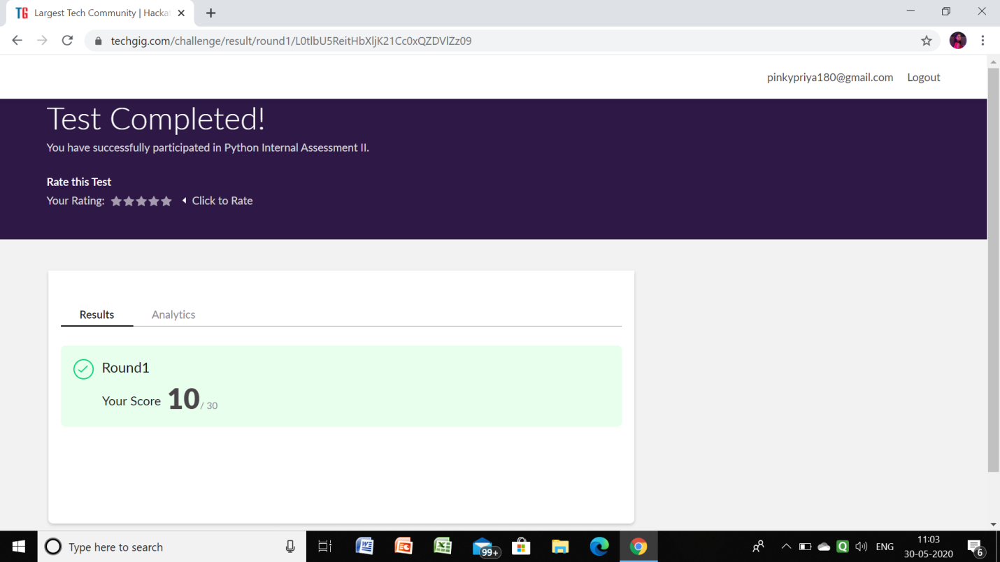 TG Largest Tech Community | Hacka
techgig.com/challenge/result/round1/L0tlbU5ReitHbXljK21Cc0xQZDVlZz09
pinkypriya180@gmail.com Logout
Test Completed!
You have successfully participated in Python Internal Assessment II.
Rate this Test
Your Rating: Click to Rate
Results Analytics
Round1
Your Score 10 / 30
Type here to search
99+
ENG
11:03
30-05-2020
6